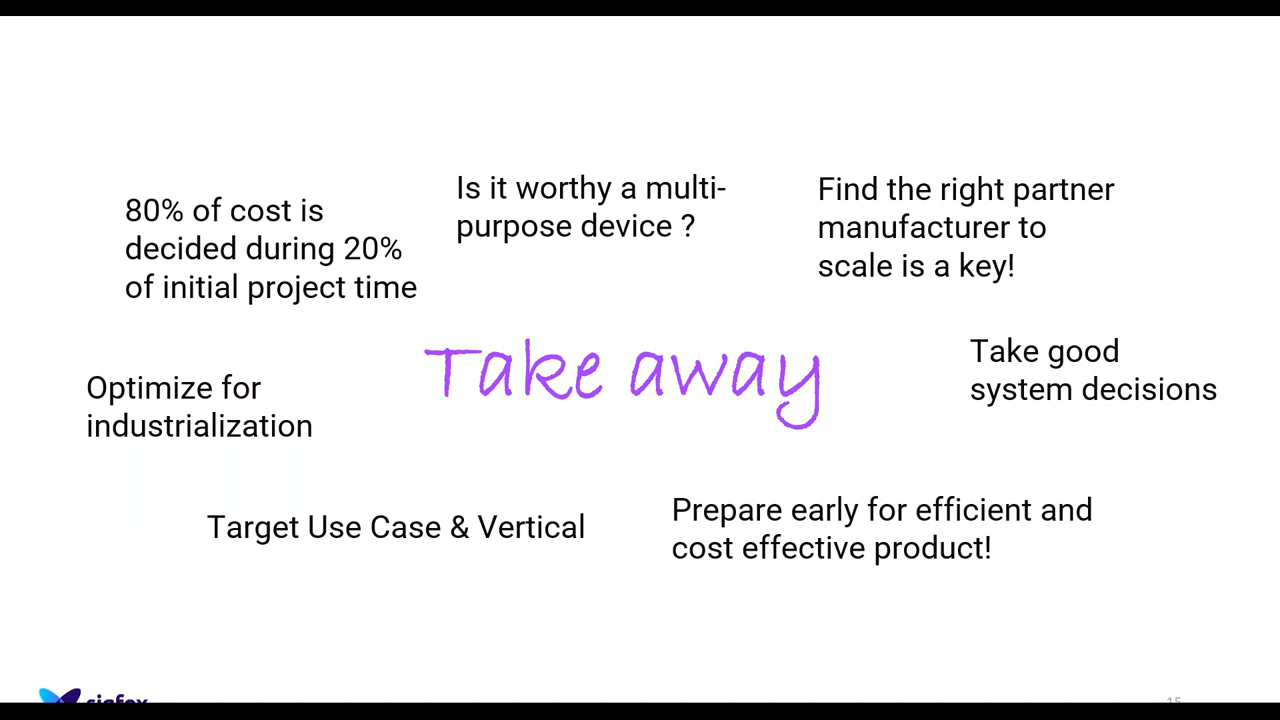 80% of cost is
decided during 20%
of initial project time
Is it worthy a multi-
purpose device ?
Find the right partner
manufacturer to
scale is a key!
Take away
Take good
system decisions
Optimize for
industrialization
Target Use Case & Vertical
Prepare early for efficient and
cost effective product!
sigfox
15